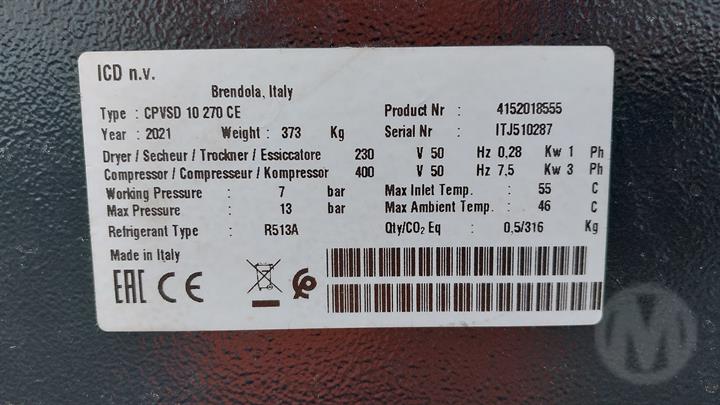 ICD n.v.
Brendola, Italy
Type : CPVSD 10 270 CE Product Nr : 4152018555
Year : 2021 Weight : 373 Kg Serial Nr : ITJ510287
Dryer / Secheur / Trockner / Essiccatore 230 V 50 Hz 0,28 Kw 1 Ph
Compressor / Compresseur / Kompressor 400 V 50 Hz 7,5 Kw 3 Ph
Working Pressure : 7 bar Max Inlet Temp. : 55 C
Max Pressure : 13 bar Max Ambient Temp. : 46 C
Refrigerant Type : R513A Qty/CO₂ Eq : 0,5/316 Kg
Made in Italy
EAC CE
M